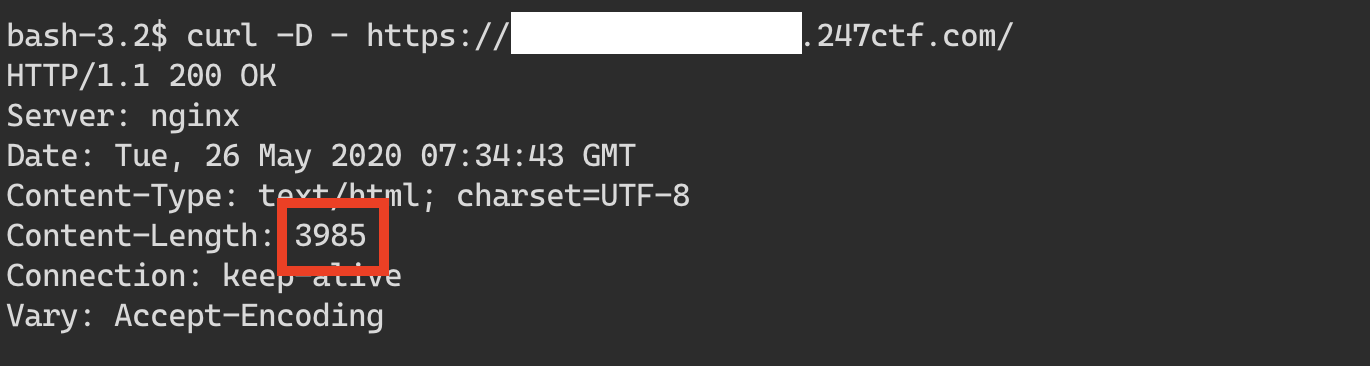 bash-3.2$ curl -D - https:// .247ctf.com/
HTTP/1.1 200 OK
Server: nginx
Date: Tue, 26 May 2020 07:34:43 GMT
Content-Type: text/html; charset=UTF-8
Content-Length: 3985
Connection: keep-alive
Vary: Accept-Encoding